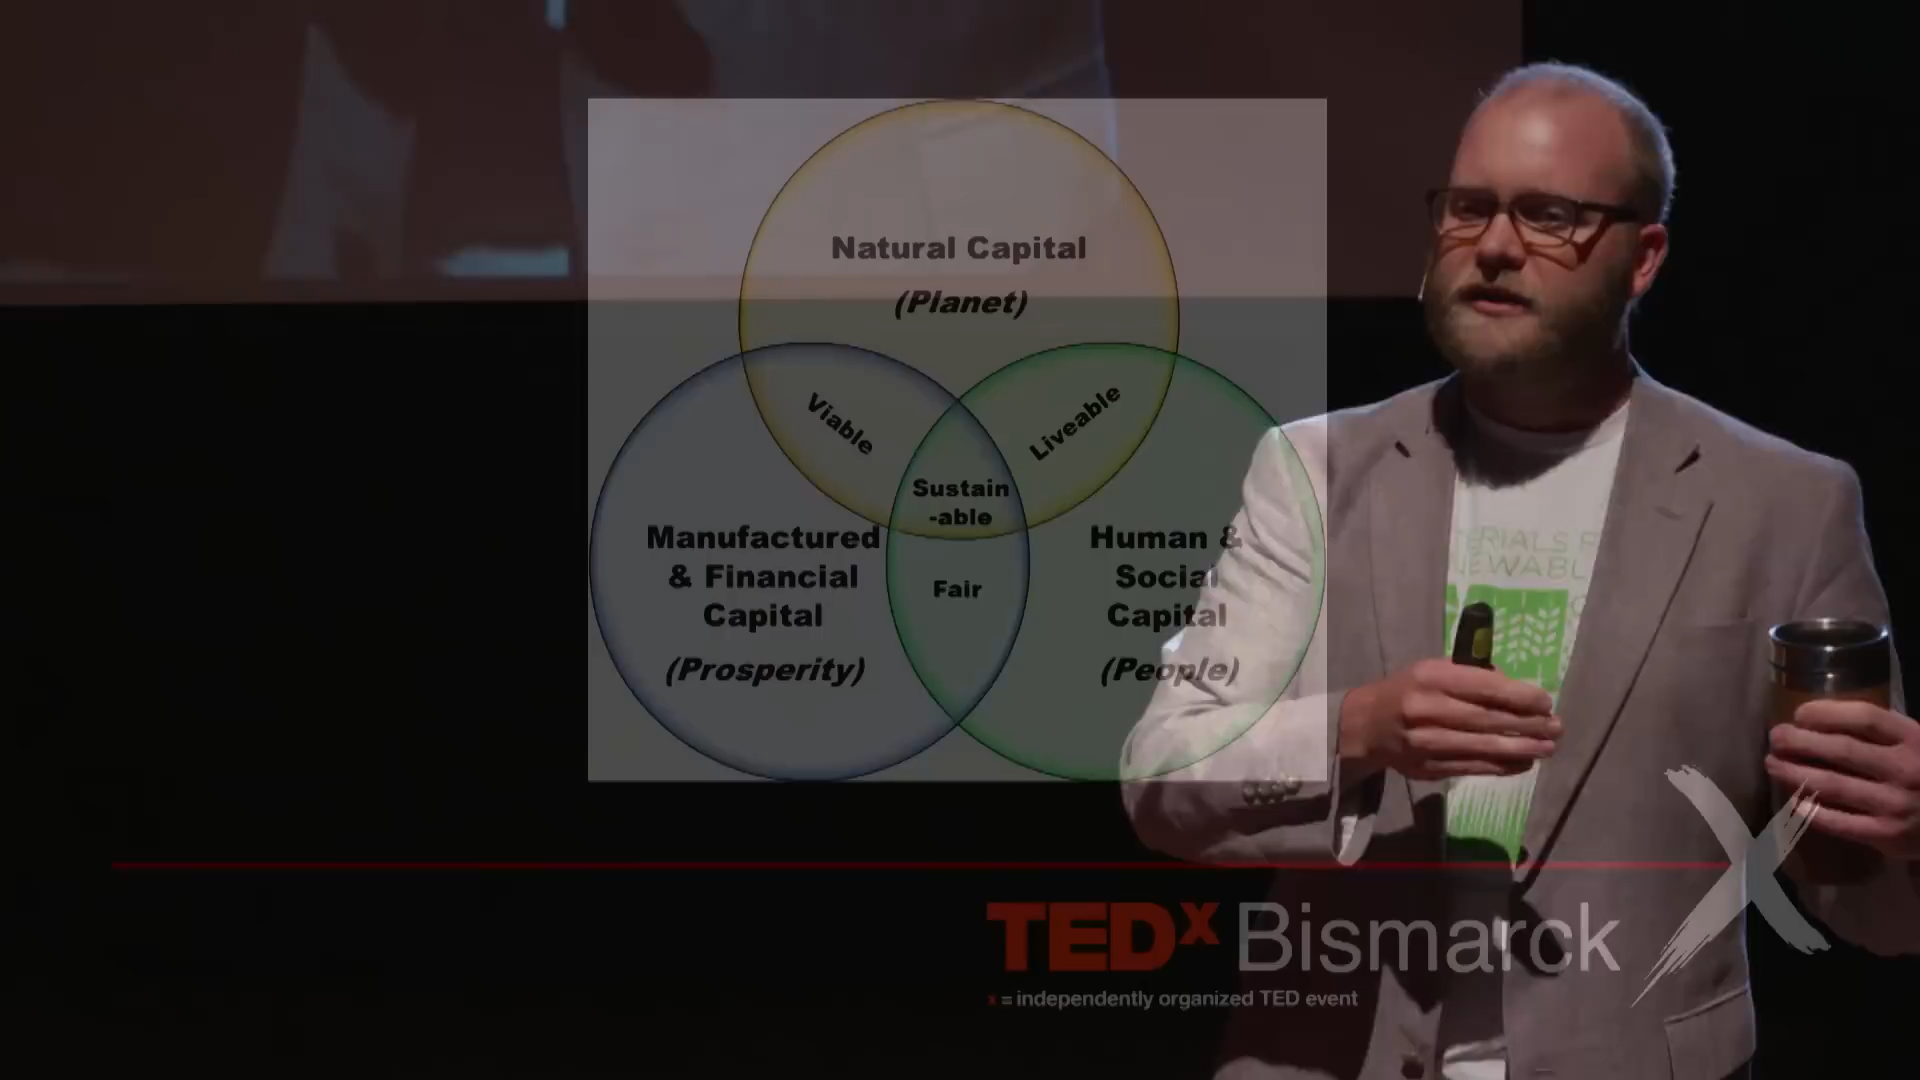 Natural Capital
(Planet)
Viable
Liveable
Sustain
-able
Manufactured
& Financial
Capital
(Prosperity)
Fair
Human &
Social
Capital
(People)
TEDx Bismarck
x = independently organized TED event